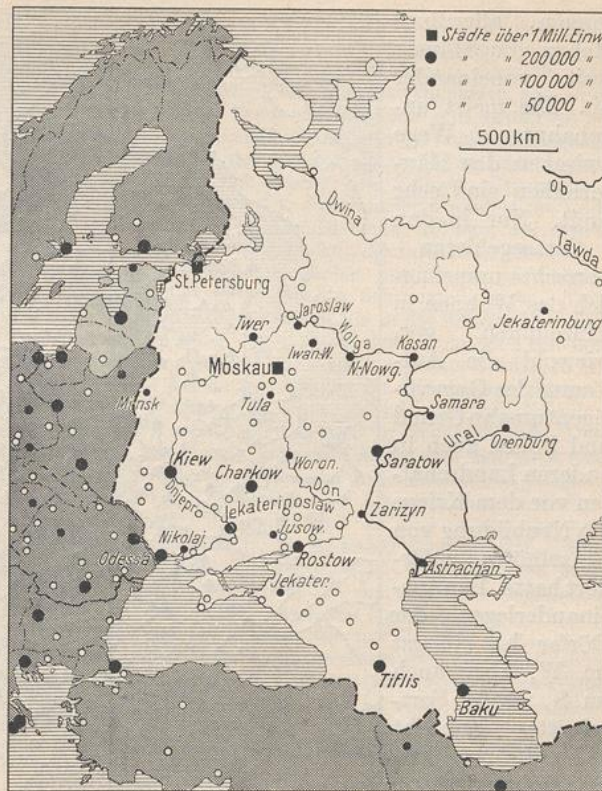 Städte über 1 Mill. Einw
" " 200 000 "
" " 100 000 "
" " 50 000 "
500km
Ob
Tawda
Dwina
St. Petersburg
Jaroslaw
Twer
Wolga
Jekaterinburg
Iwan-W.
Kasan
Moskau
N-Nowg.
Minsk
Tula
Samara
Ural
Orenburg
Kiew
Woron.
Charkow
Saratow
Don
Dnjepr
Jekaterinoslaw
Zarizyn
Nikolaj.
Jusow.
Odessa
Rostow
Astrachan
Jekater.
Tiflis
Baku